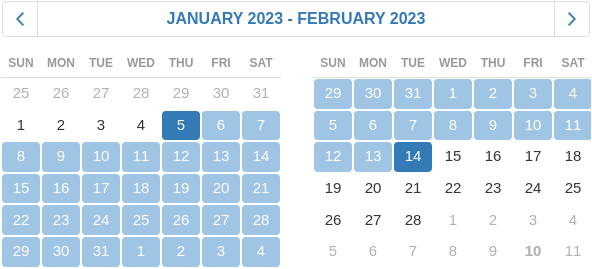 JANUARY 2023 - FEBRUARY 2023
SUN MON TUE WED THU FRI SAT
25 26 27 28 29 30 31
1 2 3 4 5 6 7
8 9 10 11 12 13 14
15 16 17 18 19 20 21
22 23 24 25 26 27 28
29 30 31 1 2 3 4
SUN MON TUE WED THU FRI SAT
29 30 31 1 2 3 4
5 6 7 8 9 10 11
12 13 14 15 16 17 18
19 20 21 22 23 24 25
26 27 28 1 2 3 4
5 6 7 8 9 10 11